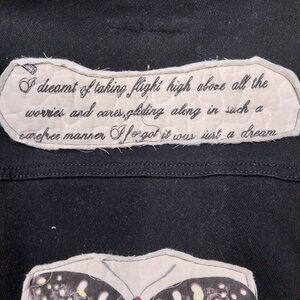 I dreamt of taking flight high above all the
worries and cares, gliding along in such a
carefree manner I forgot it was just a dream